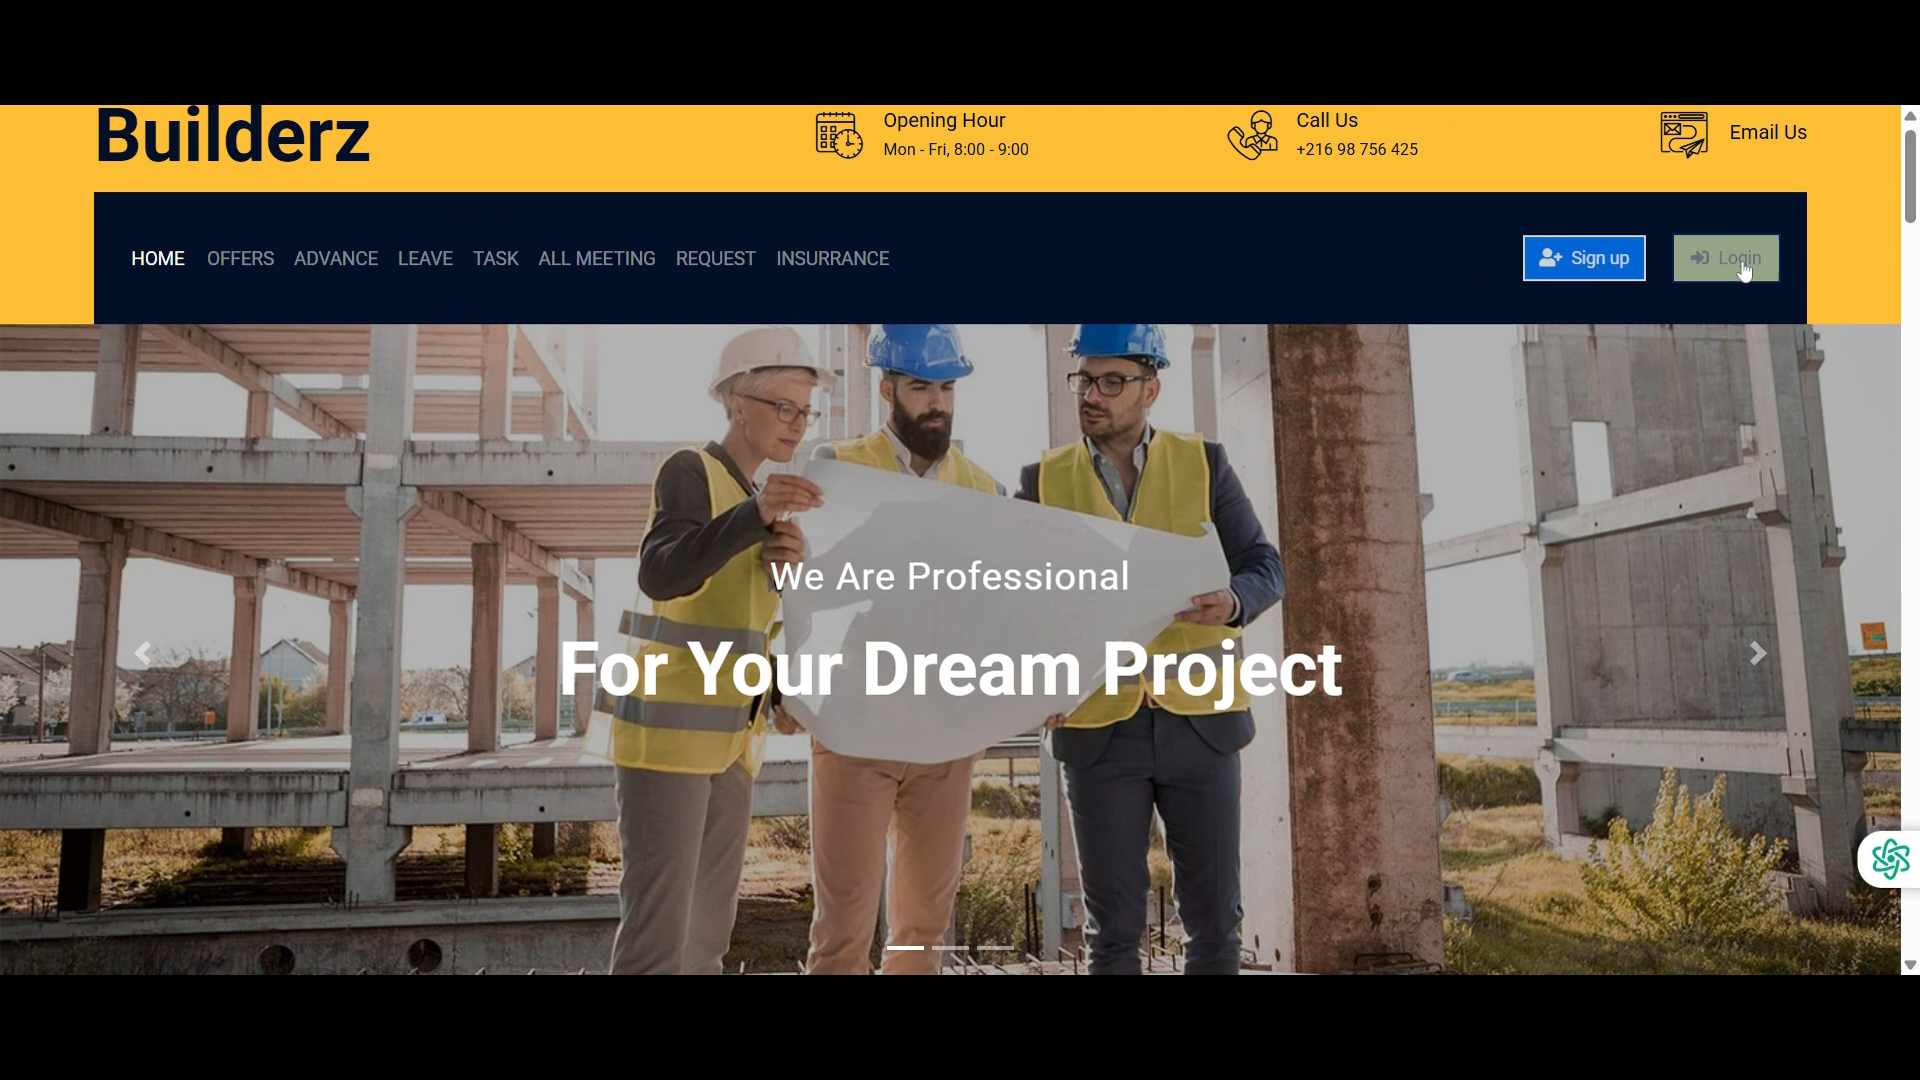 Builderz
Opening Hour
Mon - Fri, 8:00 - 9:00
Call Us
+216 98 756 425
Email Us
HOME OFFERS ADVANCE LEAVE TASK ALL MEETING REQUEST INSURRANCE
Sign up
Login
We Are Professional
For Your Dream Project